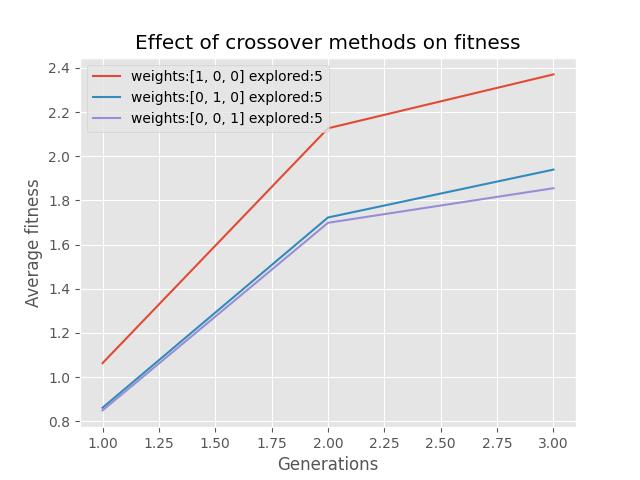 Effect of crossover methods on fitness
weights:[1, 0, 0] explored:5
weights:[0, 1, 0] explored:5
weights:[0, 0, 1] explored:5
Average fitness
2.4
2.2
2.0
1.8
1.6
1.4
1.2
1.0
0.8
1.00 1.25 1.50 1.75 2.00 2.25 2.50 2.75 3.00
Generations